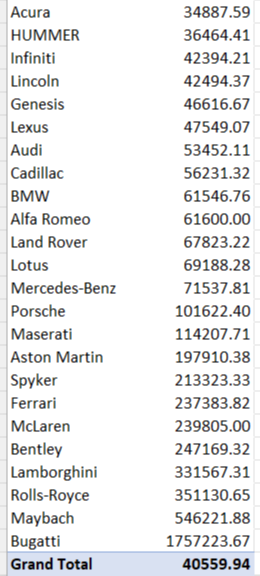 Acura 34887.59
HUMMER 36464.41
Infiniti 42394.21
Lincoln 42494.37
Genesis 46616.67
Lexus 47549.07
Audi 53452.11
Cadillac 56231.32
BMW 61546.76
Alfa Romeo 61600.00
Land Rover 67823.22
Lotus 69188.28
Mercedes-Benz 71537.81
Porsche 101622.40
Maserati 114207.71
Aston Martin 197910.38
Spyker 213323.33
Ferrari 237383.82
McLaren 239805.00
Bentley 247169.32
Lamborghini 331567.31
Rolls-Royce 351130.65
Maybach 546221.88
Bugatti 1757223.67
Grand Total 40559.94